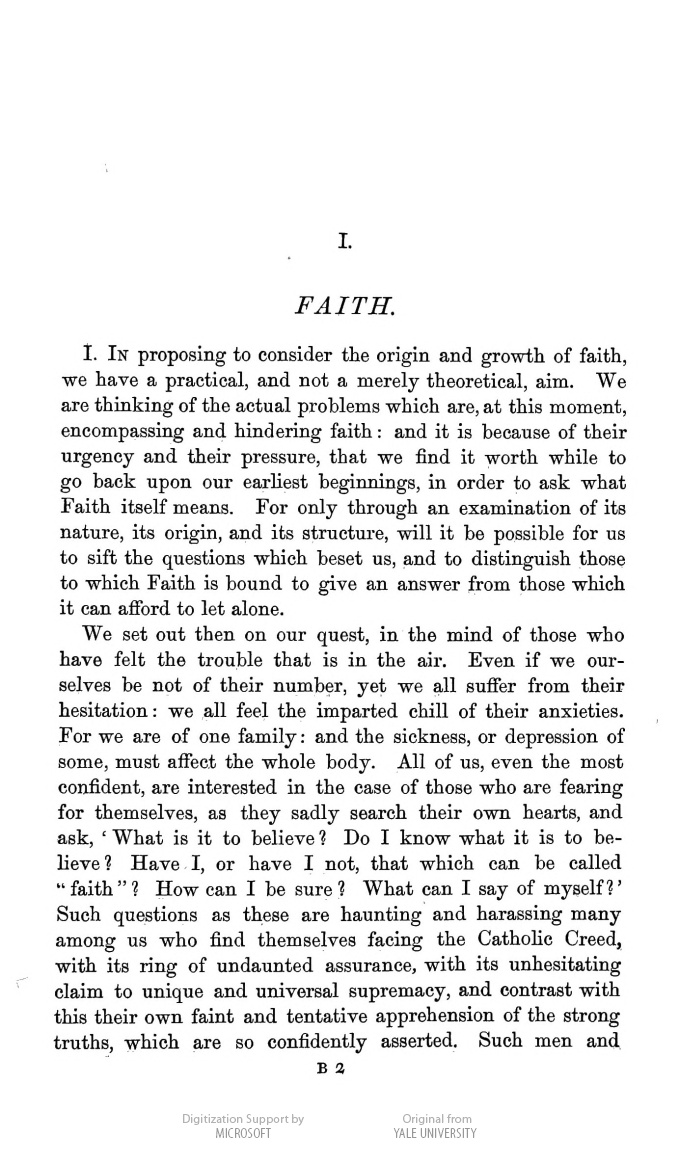 I.
FAITH.
I. IN proposing to consider the origin and growth of faith,
we have a practical, and not a merely theoretical, aim. We
are thinking of the actual problems which are, at this moment,
encompassing and hindering faith: and it is because of their
urgency and their pressure, that we find it worth while to
go back upon our earliest beginnings, in order to ask what
Faith itself means. For only through an examination of its
nature, its origin, and its structure, will it be possible for us
to sift the questions which beset us, and to distinguish those
to which Faith is bound to give an answer from those which
it can afford to let alone.
We set out then on our quest, in the mind of those who
have felt the trouble that is in the air. Even if we our-
selves be not of their number, yet we all suffer from their
hesitation: we all feel the imparted chill of their anxieties.
For we are of one family: and the sickness, or depression of
some, must affect the whole body. All of us, even the most
confident, are interested in the case of those who are fearing
for themselves, as they sadly search their own hearts, and
ask, ‘What is it to believe? Do I know what it is to be-
lieve? Have I, or have I not, that which can be called
“faith”? How can I be sure? What can I say of myself?’
Such questions as these are haunting and harassing many
among us who find themselves facing the Catholic Creed,
with its ring of undaunted assurance, with its unhesitating
claim to unique and universal supremacy, and contrast with
this their own faint and tentative apprehension of the strong
truths, which are so confidently asserted. Such men and
B 2
Digitization Support by
MICROSOFT
Original from
YALE UNIVERSITY